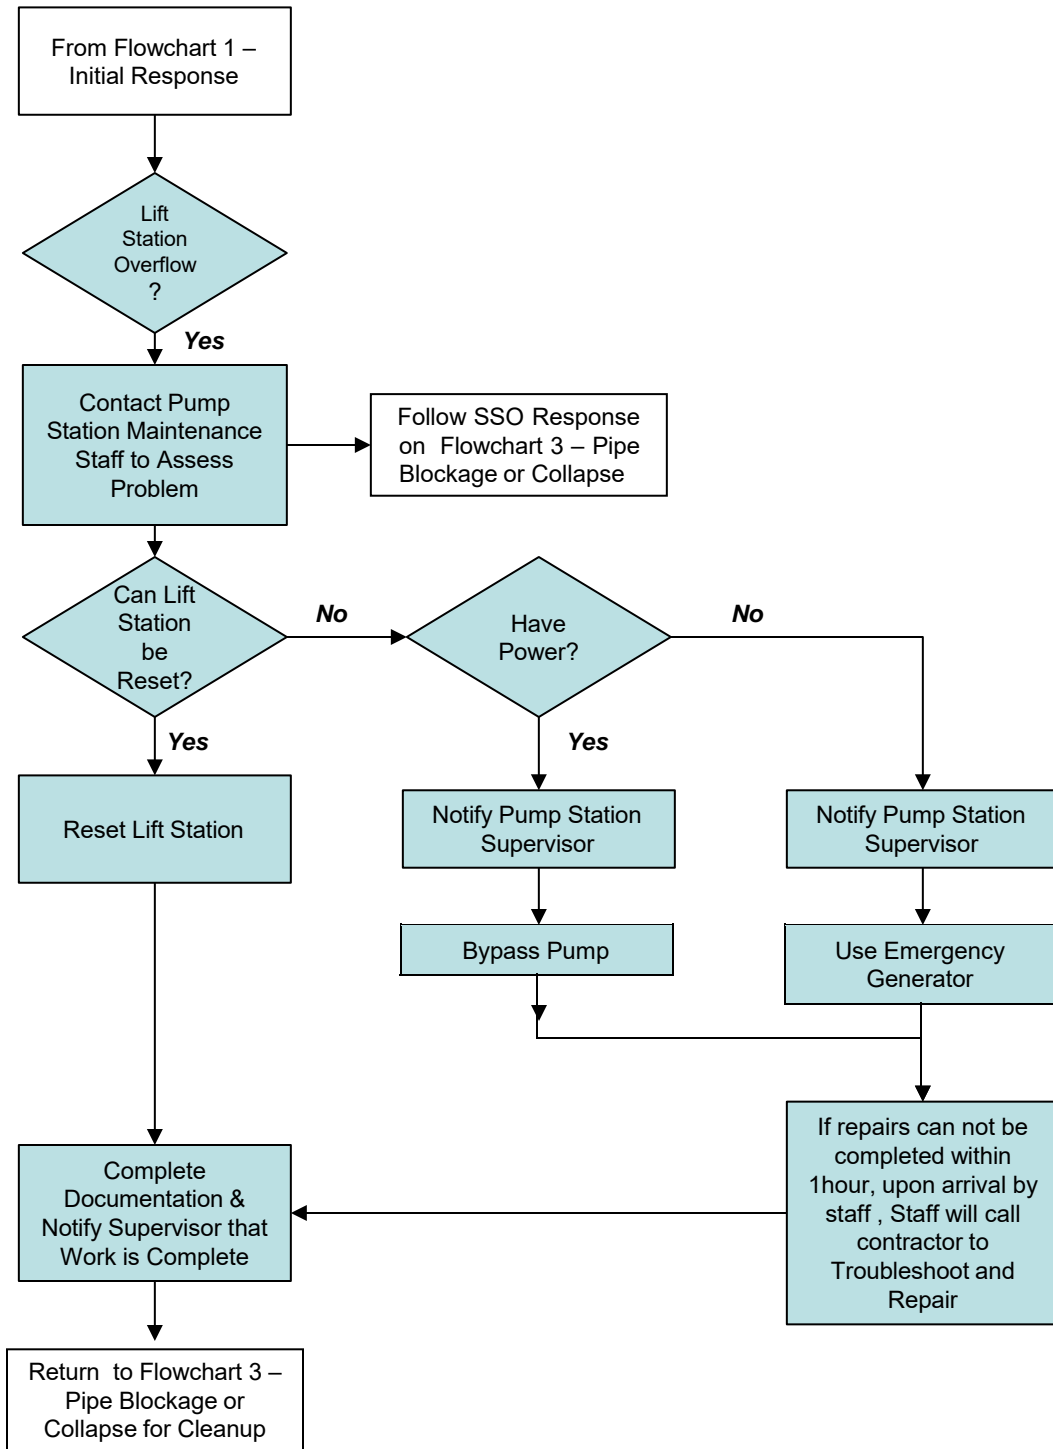 From Flowchart 1 –
Initial Response
Lift
Station
Overflow
?
Yes
Contact Pump
Station Maintenance
Staff to Assess
Problem
Follow SSO Response
on Flowchart 3 – Pipe
Blockage or Collapse
Can Lift
Station
be
Reset?
No
Have
Power?
No
Yes
Yes
Reset Lift Station
Notify Pump Station
Supervisor
Notify Pump Station
Supervisor
Bypass Pump
Use Emergency
Generator
If repairs can not be
completed within
1hour, upon arrival by
staff , Staff will call
contractor to
Troubleshoot and
Repair
Complete
Documentation &
Notify Supervisor that
Work is Complete
Return to Flowchart 3 –
Pipe Blockage or
Collapse for Cleanup